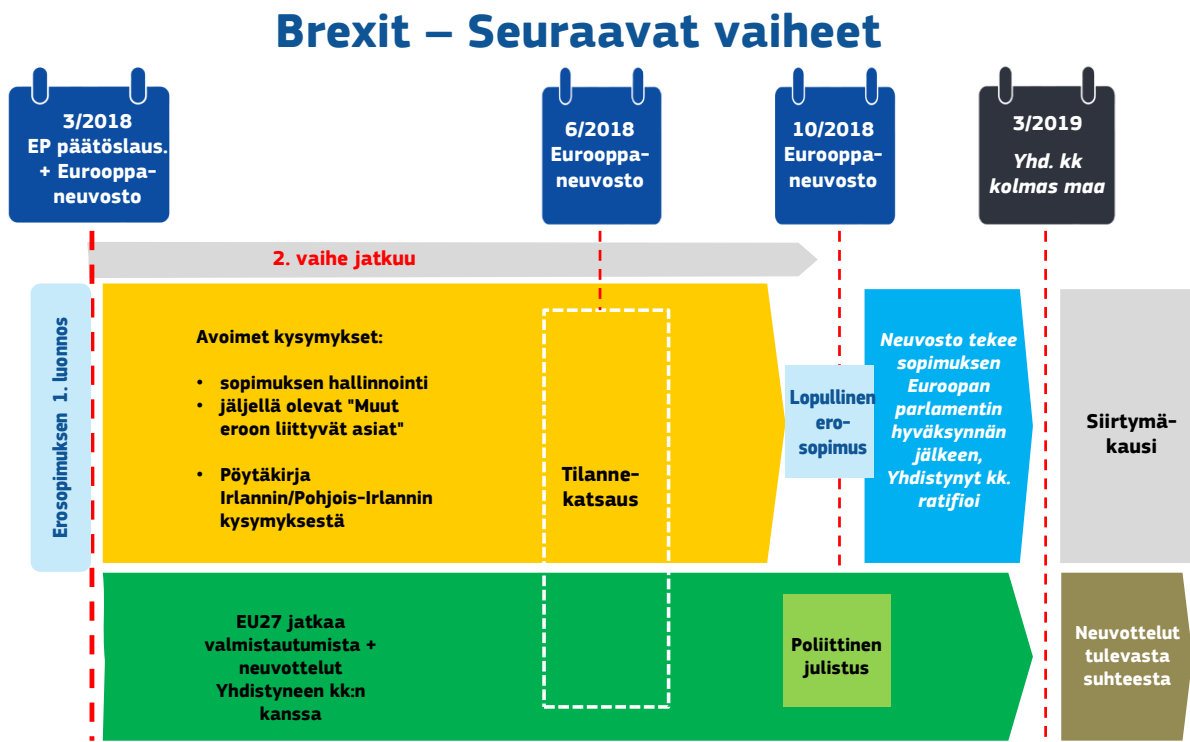 Brexit – Seuraavat vaiheet
3/2018
EP päätöslaus.
+ Eurooppa-
neuvosto
6/2018
Eurooppa-
neuvosto
10/2018
Eurooppa-
neuvosto
3/2019
Yhd. kk
kolmas maa
2. vaihe jatkuu
Erosopimuksen 1. luonnos
Avoimet kysymykset:
• sopimuksen hallinnointi
• jäljellä olevat "Muut
eroon liittyvät asiat"
• Pöytäkirja
Irlannin/Pohjois-Irlannin
kysymyksestä
Tilanne-
katsaus
Lopullinen
ero-
sopimus
Neuvosto tekee
sopimuksen
Euroopan
parlamentin
hyväksynnän
jälkeen,
Yhdistynyt kk.
ratifioi
Siirtymä-
kausi
EU27 jatkaa
valmistautumista +
neuvottelut
Yhdistyneen kk:n
kanssa
Poliittinen
julistus
Neuvottelut
tulevasta
suhteesta